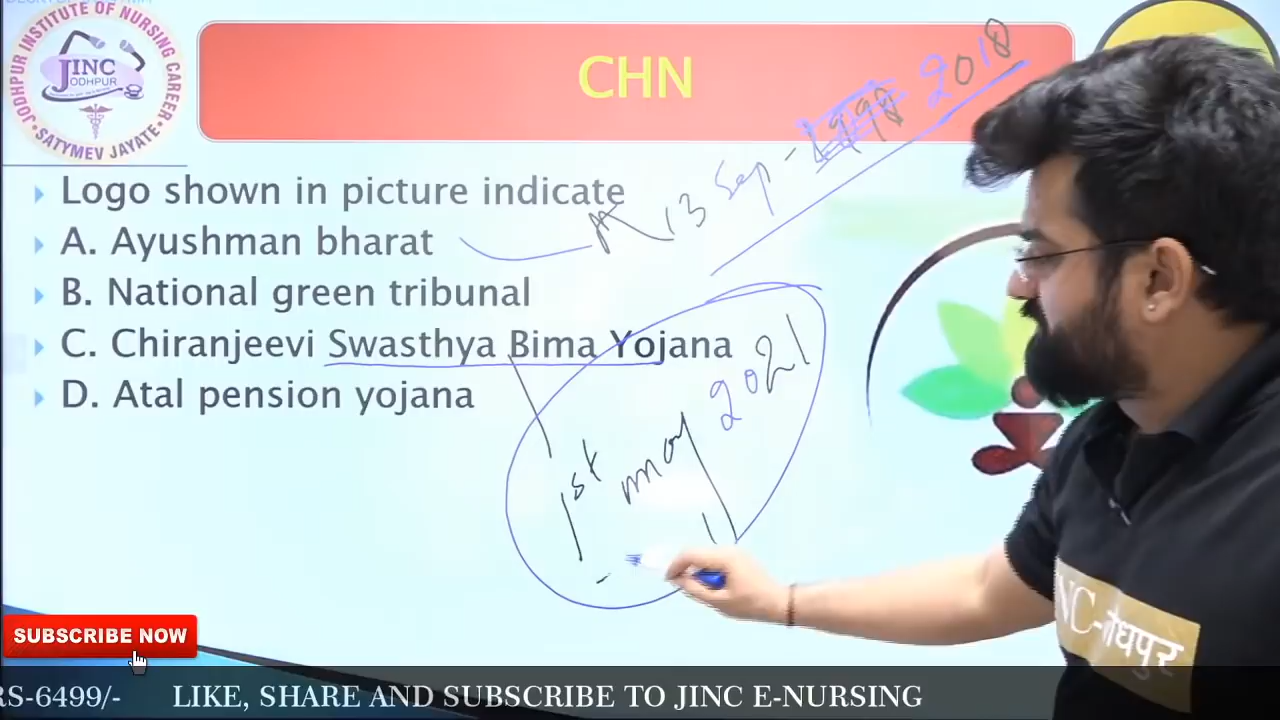 JODHPUR INSTITUTE OF NURSING CAREER
JINC
JODHPUR
SATYMEV JAYATE
CHN
Logo shown in picture indicate
A. Ayushman bharat
B. National green tribunal
C. Chiranjeevi Swasthya Bima Yojana
D. Atal pension yojana
13 Sep - 2018
1st may 2021
जोधपुर
SUBSCRIBE NOW
RS-6499/- LIKE, SHARE AND SUBSCRIBE TO JINC E-NURSING